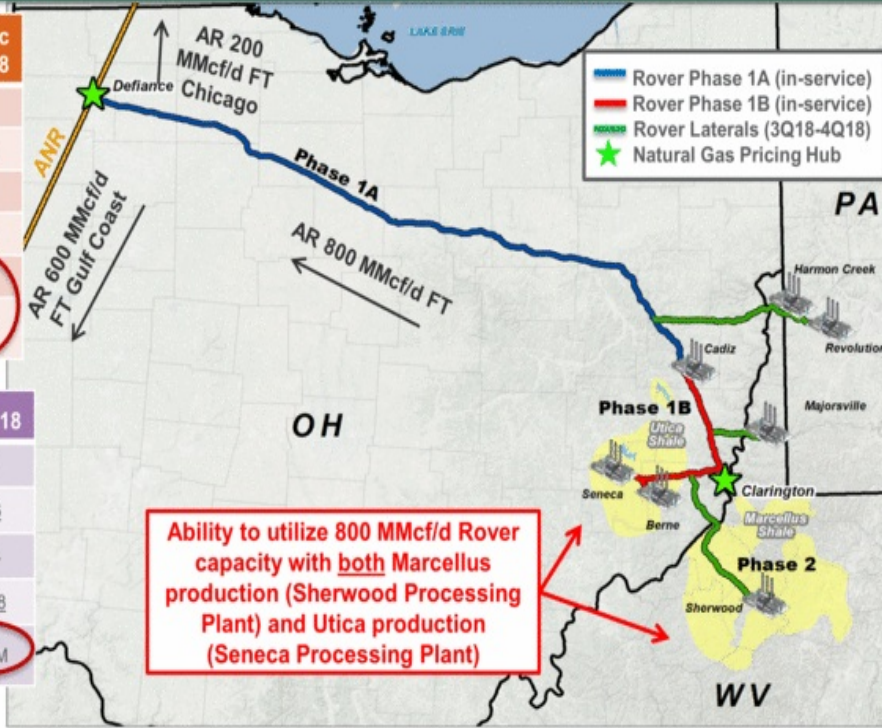 c
8
18
8
M
LAKE ERIE
AR 200
MMcf/d FT
Chicago
Defiance
ANR
AR 600 MMcf/d
FT Gulf Coast
Phase 1A
AR 800 MMcf/d FT
Rover Phase 1A (in-service)
Rover Phase 1B (in-service)
Rover Laterals (3Q18-4Q18)
Natural Gas Pricing Hub
PA
Harmon Creek
Revolution
Cadiz
Majorsville
Phase 1B
Utica
Shale
OH
Seneca
Berne
Clarington
Marcellus
Shale
Phase 2
Sherwood
WV
Ability to utilize 800 MMcf/d Rover
capacity with both Marcellus
production (Sherwood Processing
Plant) and Utica production
(Seneca Processing Plant)